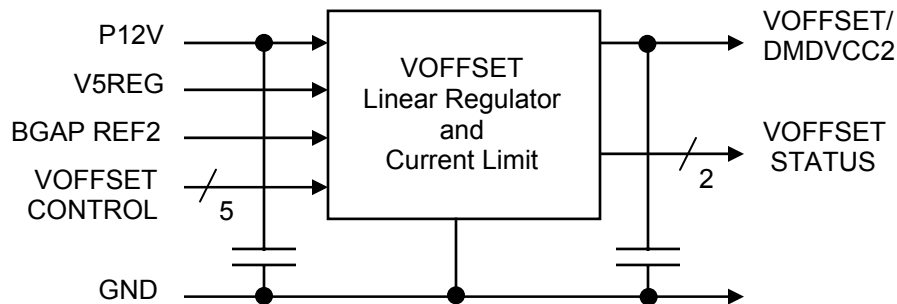 P12V
V5REG
BGAP REF2
VOFFSET
CONTROL
5
GND
VOFFSET
Linear Regulator
and
Current Limit
VOFFSET/
DMDVCC2
VOFFSET
STATUS
2